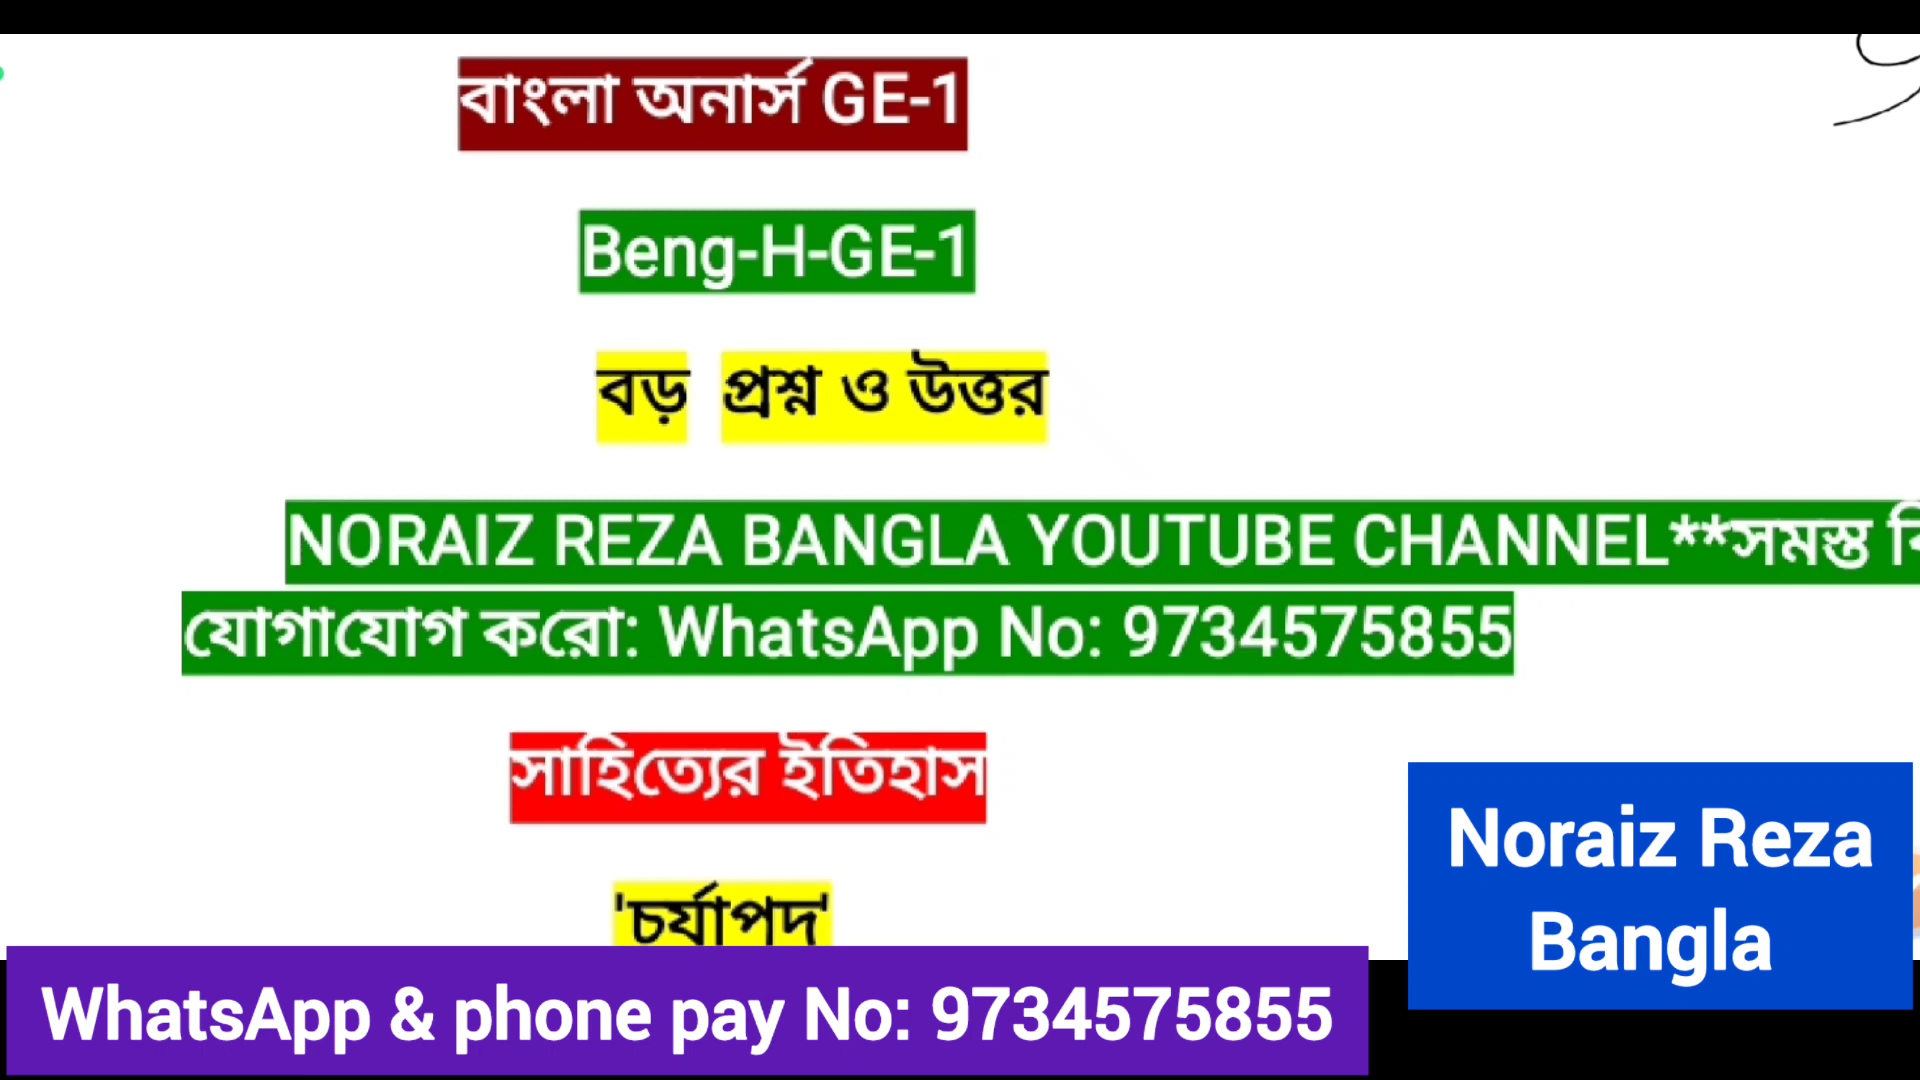 বাংলা অনার্স GE-1
Beng-H-GE-1
বড় প্রশ্ন ও উত্তর
NORAIZ REZA BANGLA YOUTUBE CHANNEL**সমস্ত
যোগাযোগ করো: WhatsApp No: 9734575855
সাহিত্যের ইতিহাস
'চর্যাপদ'
Noraiz Reza
Bangla
WhatsApp & phone pay No: 9734575855